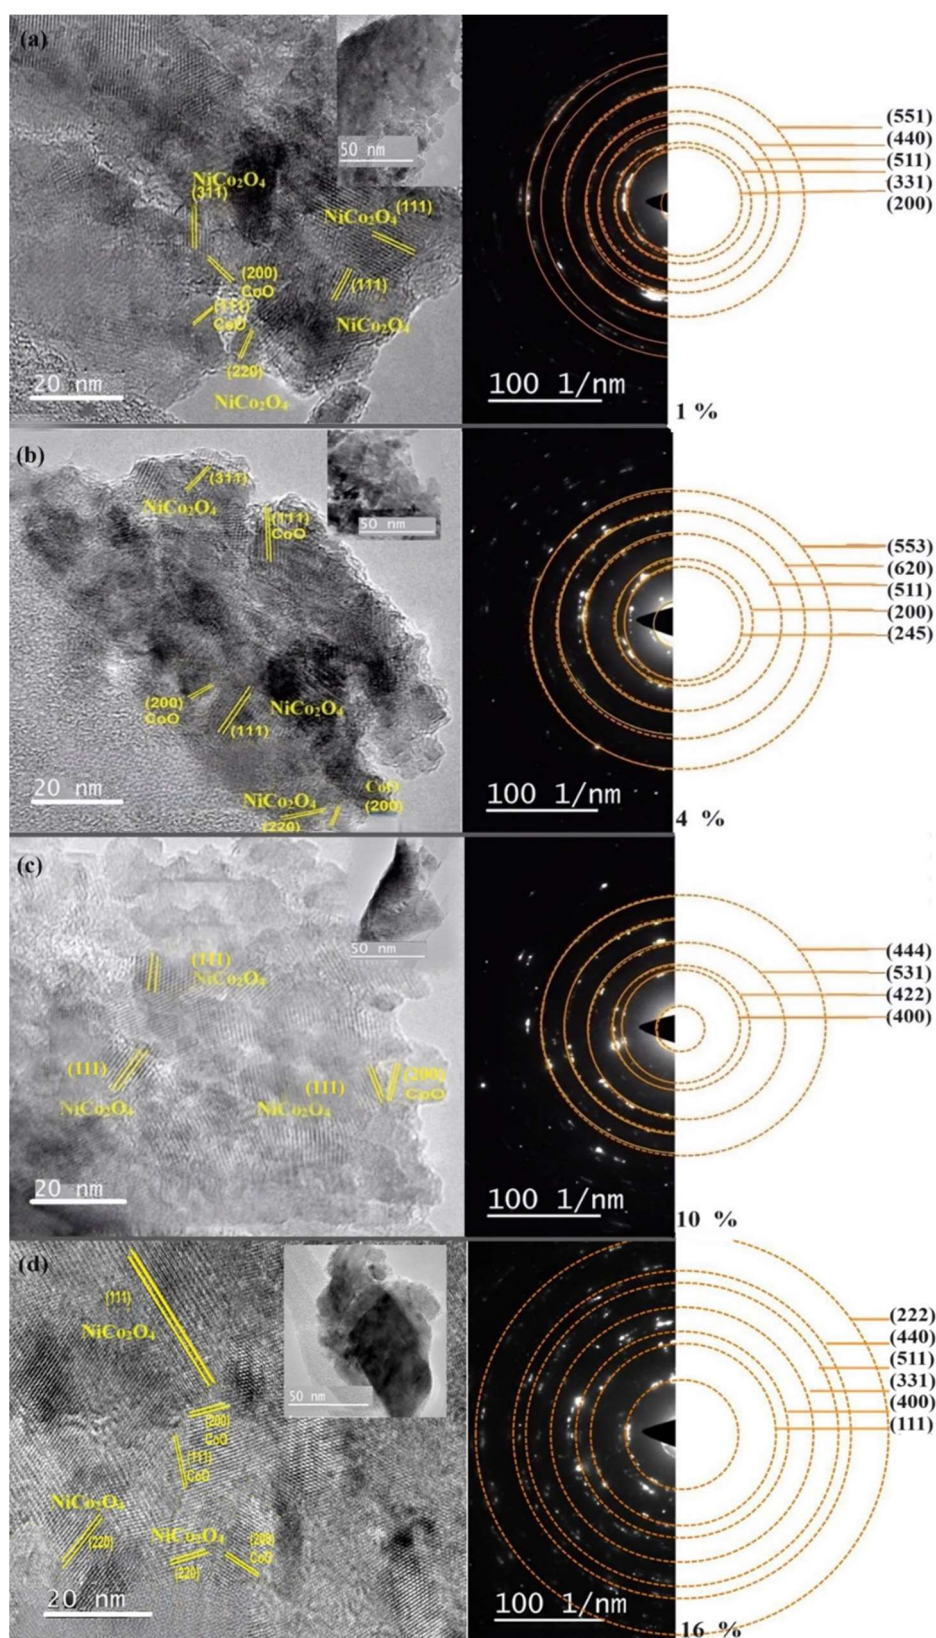 (a)
50 nm
NiCo₂O₄
(311)
NiCo₂O₄(111)
(200)
CoO
(111)
(111)
CoO
NiCo₂O₄
(220)
NiCo₂O₄
20 nm
100 1/nm
(551)
(440)
(511)
(331)
(200)
1 %
(b)
50 nm
(311)
NiCo₂O₄
(111)
CoO
(200)
CoO
NiCo₂O₄
(111)
CoO
NiCo₂O₄
(200)
(220)
20 nm
100 1/nm
(553)
(620)
(511)
(200)
(245)
4 %
(c)
50 nm
(111)
NiCo₂O₄
(111)
NiCo₂O₄
(111)
NiCo₂O₄
(200)
CoO
20 nm
100 1/nm
(444)
(531)
(422)
(400)
10 %
(d)
50 nm
(111)
NiCo₂O₄
(200)
CoO
(111)
CoO
NiCo₂O₄
(220)
NiCo₂O₄
(220)
(200)
CoO
20 nm
100 1/nm
(222)
(440)
(511)
(331)
(400)
(111)
16 %